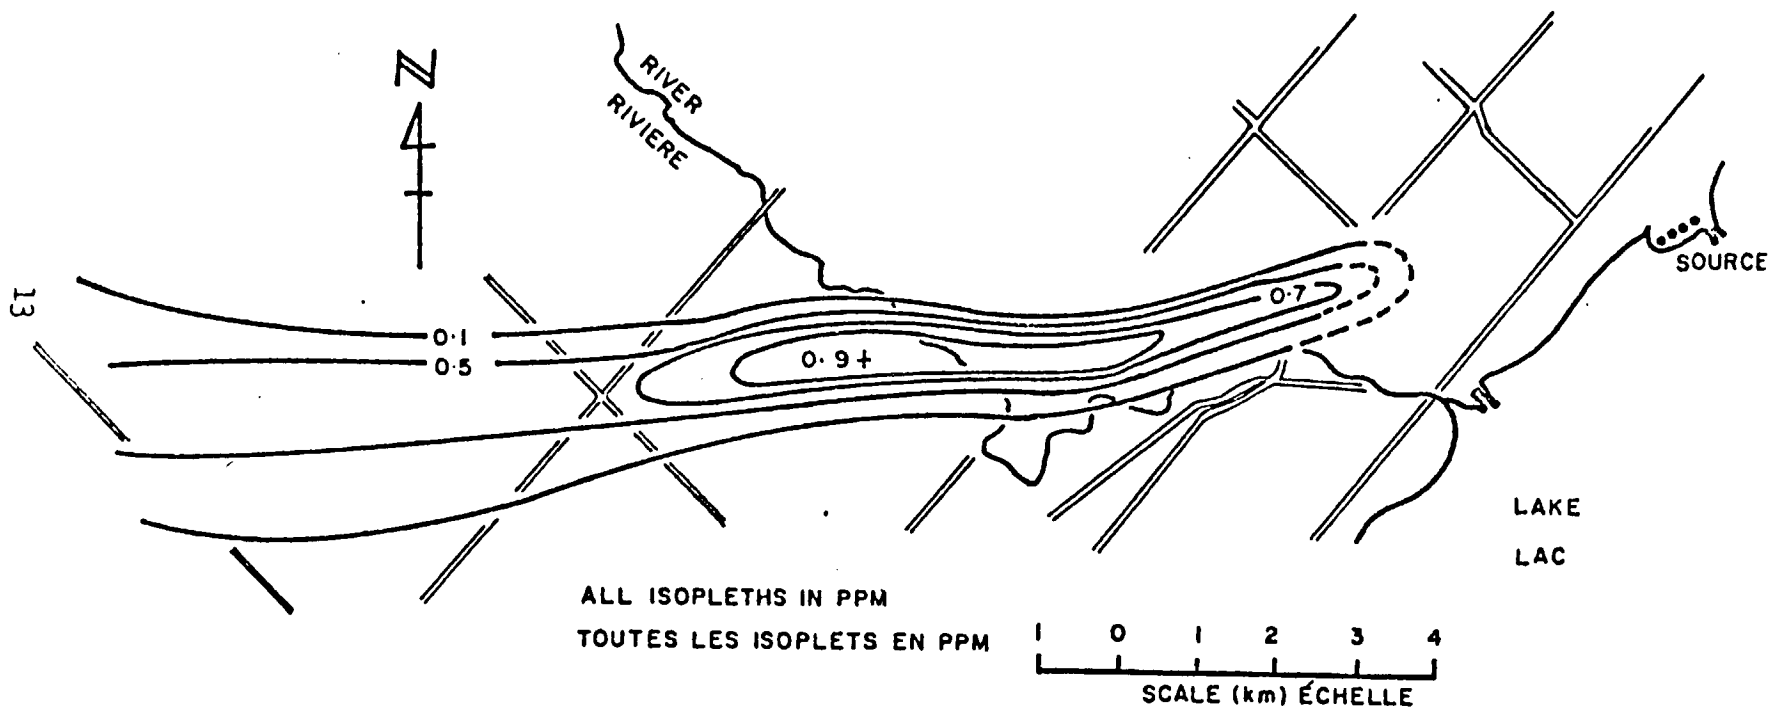 N
RIVER
RIVIERE
13
0.1
0.5
0.7
0.9+
SOURCE
LAKE
LAC
ALL ISOPLETHS IN PPM
TOUTES LES ISOPLETS EN PPM
1 0 1 2 3 4
SCALE (km) ÉCHELLE